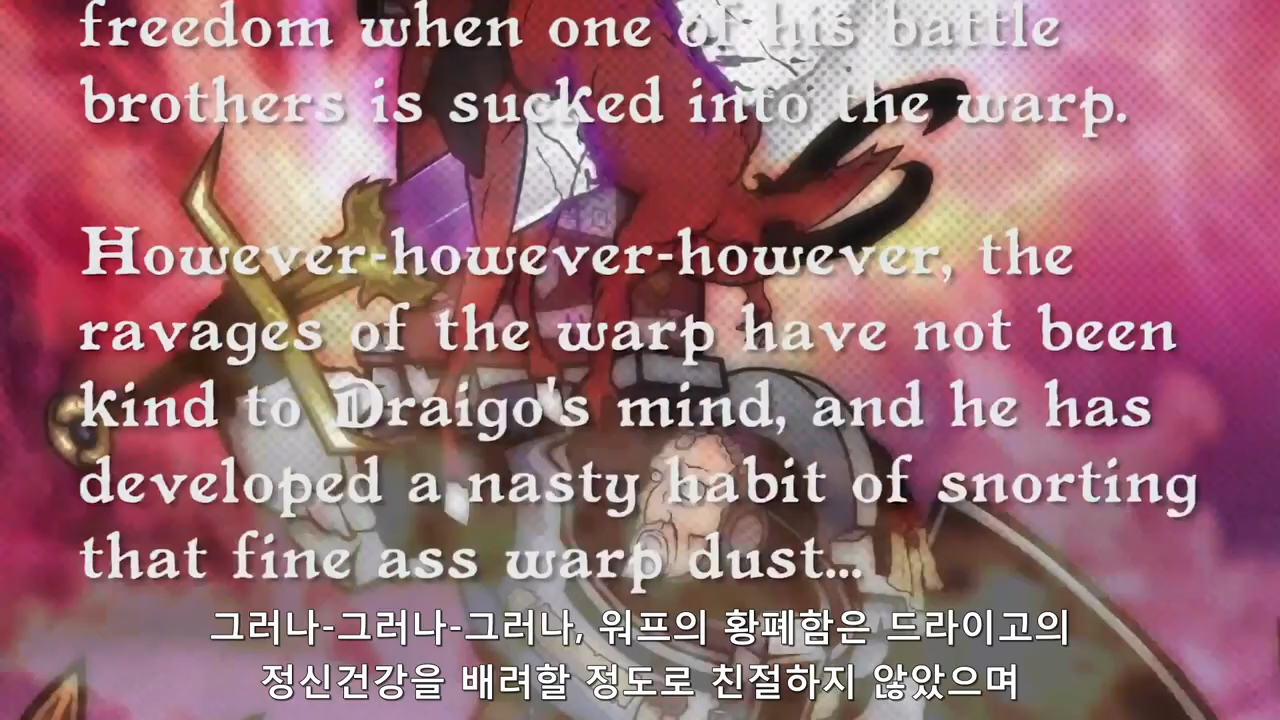 freedom when one of his battle
brothers is sucked into the warp.
However-however-however, the
ravages of the warp have not been
kind to Draigo's mind, and he has
developed a nasty habit of snorting
that fine ass warp dust...
그러나-그러나-그러나, 워프의 황폐함은 드라이고의
정신건강을 배려할 정도로 친절하지 않았으며